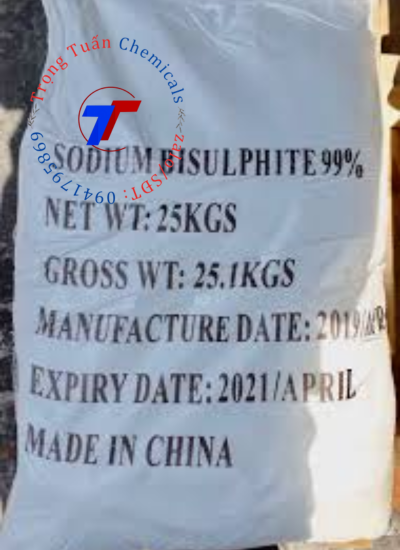 Trọng Tuấn Chemicals << zalo/SĐT: 0941795869 <<
TT
SODIUM BISULPHITE 99%
NET WT: 25KGS
GROSS WT: 25.1KGS
MANUFACTURE DATE: 2019/
EXPIRY DATE: 2021/APRIL
MADE IN CHINA